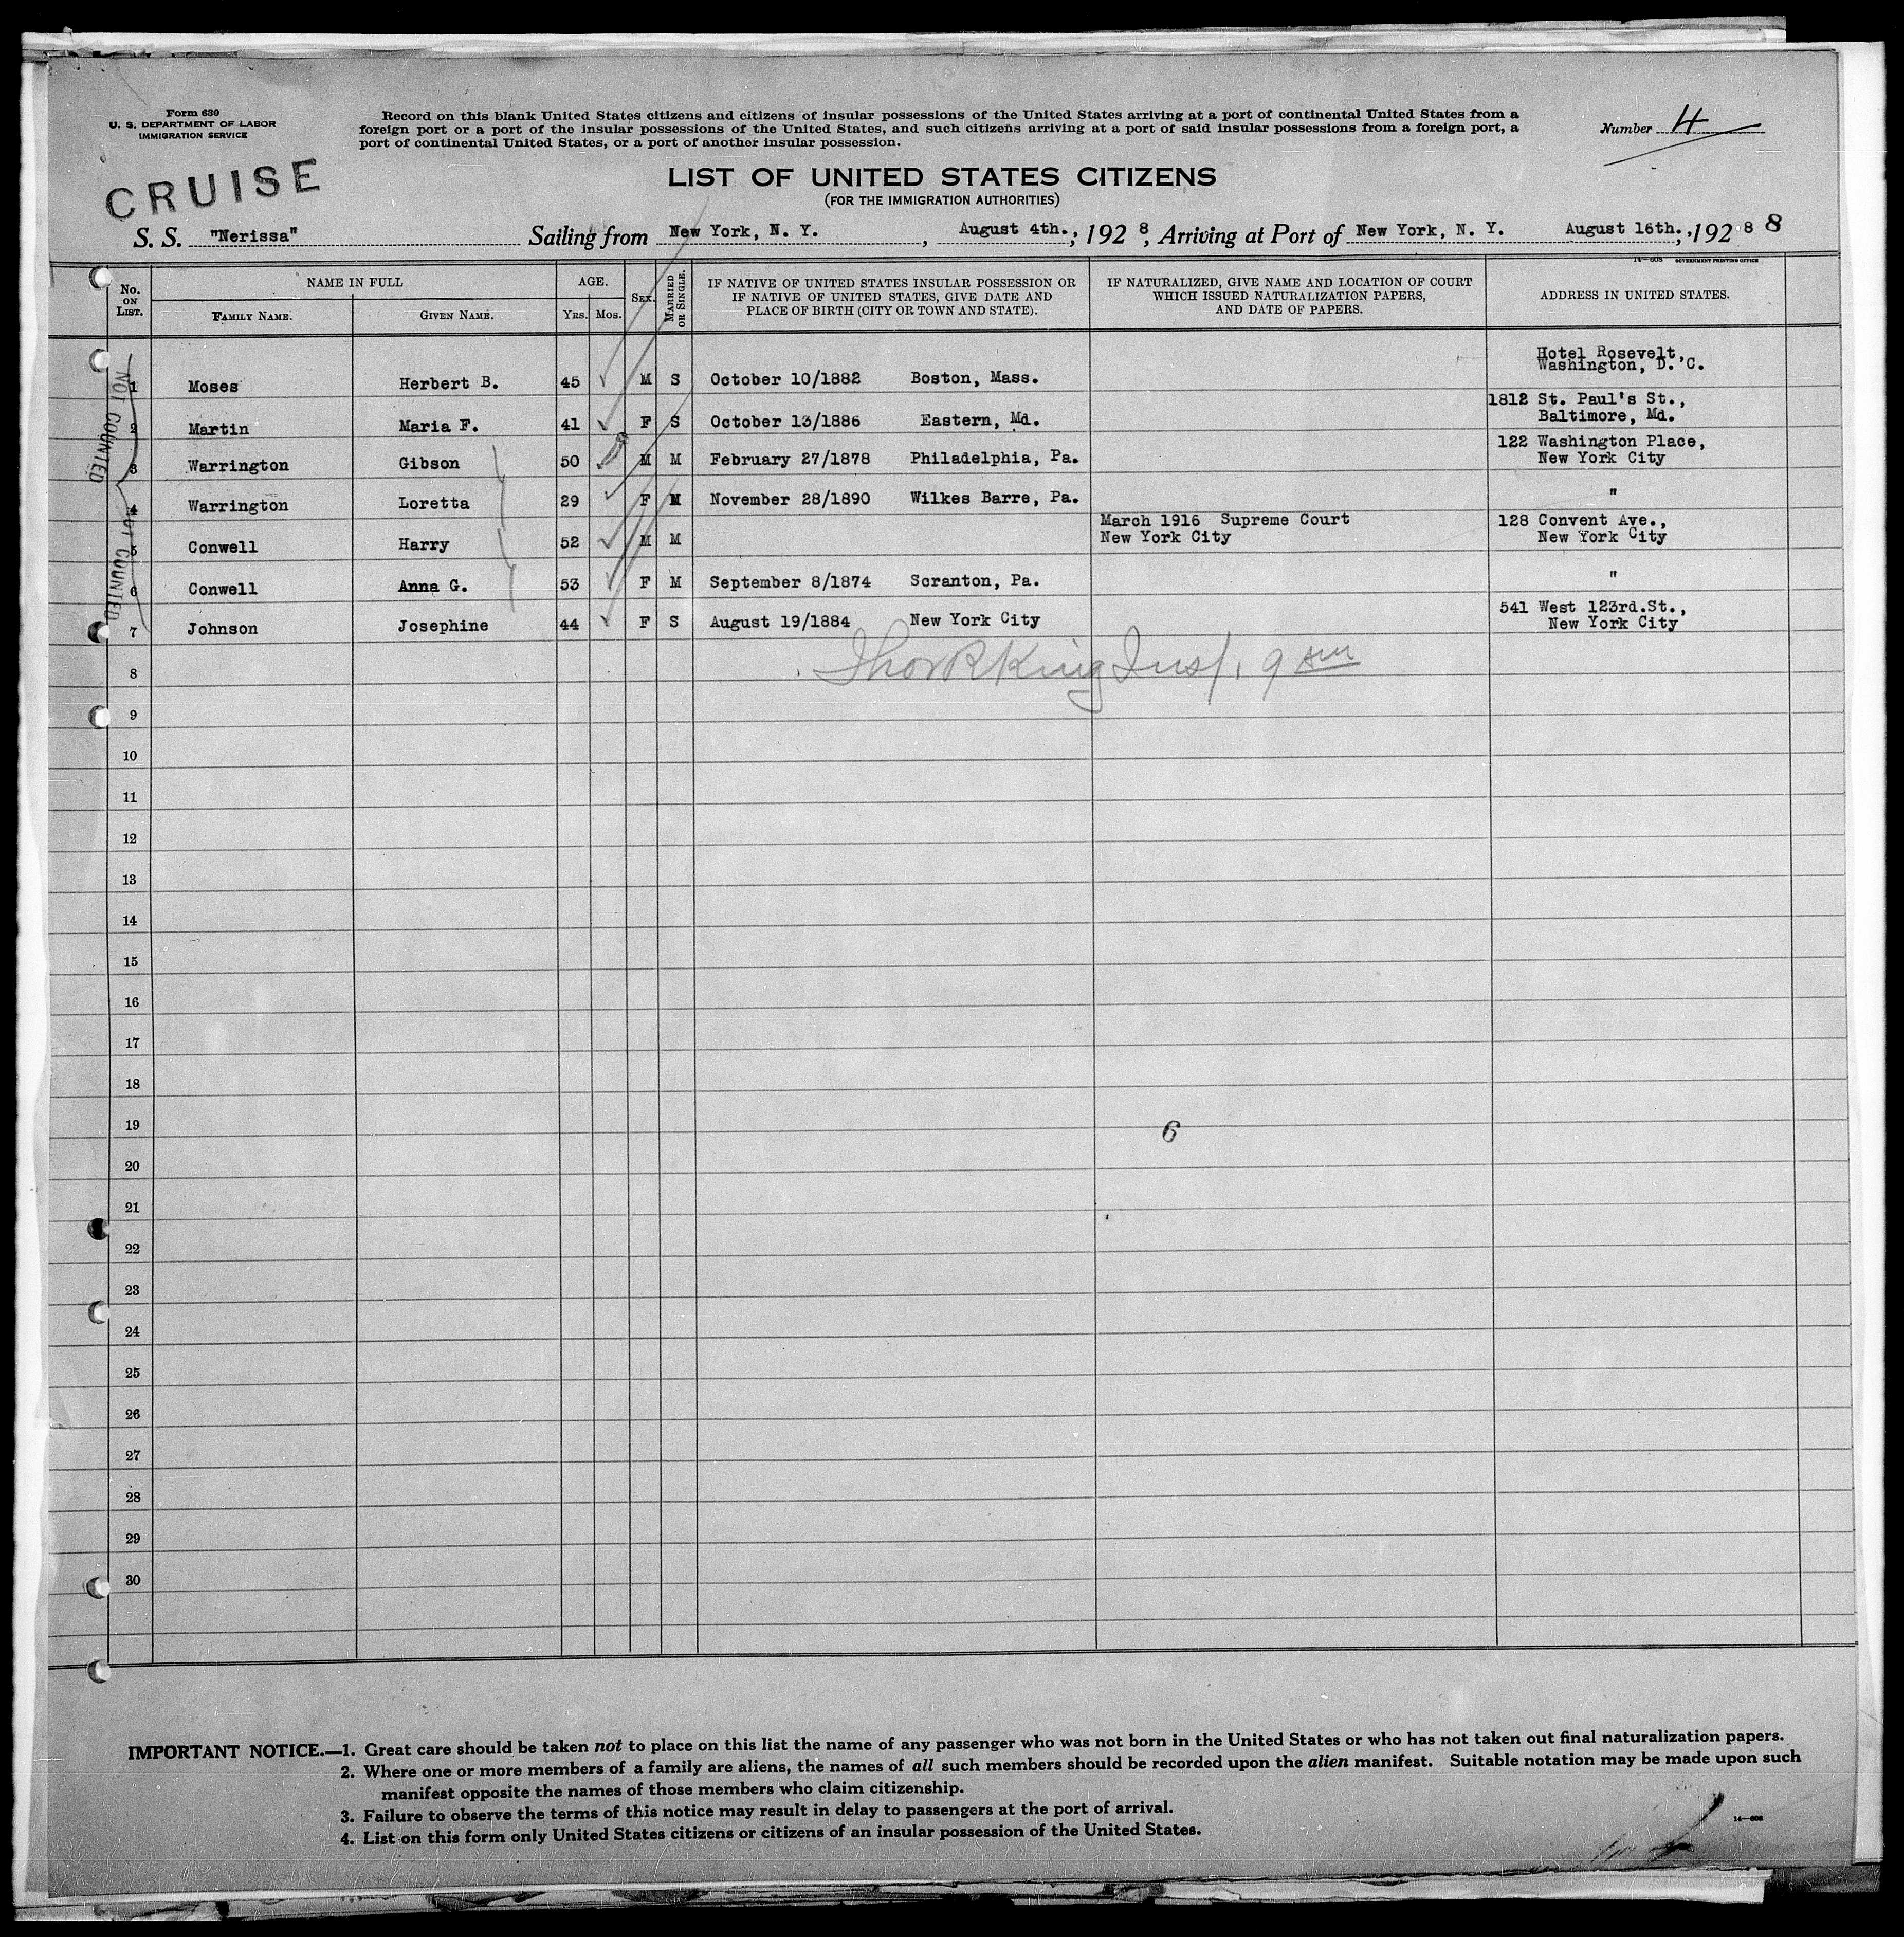 Form 630
U. S. DEPARTMENT OF LABOR
IMMIGRATION SERVICE
Record on this blank United States citizens and citizens of insular possessions of the United States arriving at a port of continental United States from a
foreign port or a port of the insular possessions of the United States, and such citizens arriving at a port of said insular possessions from a foreign port, a
port of continental United States, or a port of another insular possession.
Number 4
CRUISE
LIST OF UNITED STATES CITIZENS
(FOR THE IMMIGRATION AUTHORITIES)
S. S. "Nerissa" Sailing from New York, N. Y. , August 4th., 192 8, Arriving at Port of New York, N. Y. August 16th., 192 8 8
14—608 GOVERNMENT PRINTING OFFICE
No. ON LIST. NAME IN FULL AGE. SEX. MARRIED OR SINGLE. IF NATIVE OF UNITED STATES INSULAR POSSESSION OR IF NATIVE OF UNITED STATES, GIVE DATE AND PLACE OF BIRTH (CITY OR TOWN AND STATE). IF NATURALIZED, GIVE NAME AND LOCATION OF COURT WHICH ISSUED NATURALIZATION PAPERS, AND DATE OF PAPERS. ADDRESS IN UNITED STATES.
FAMILY NAME. GIVEN NAME. YRS. MOS.
NOT COUNTED
NOT COUNTED
Hotel Rosevelt,
1 Moses Herbert B. 45 M S October 10/1882 Boston, Mass. Washington, D. C.
1812 St. Paul's St.,
2 Martin Maria F. 41 F S October 13/1886 Eastern, Md. Baltimore, Md.
122 Washington Place,
3 Warrington Gibson 50 M M February 27/1878 Philadelphia, Pa. New York City
4 Warrington Loretta 29 F M November 28/1890 Wilkes Barre, Pa. "
March 1916 Supreme Court 128 Convent Ave.,
5 Conwell Harry 52 M M New York City New York City
6 Conwell Anna G. 53 F M September 8/1874 Scranton, Pa. "
541 West 123rd.St.,
7 Johnson Josephine 44 F S August 19/1884 New York City New York City
King Insp. 9 am
8
9
10
11
12
13
14
15
16
17
18
19
6
20
21
22
23
24
25
26
27
28
29
30
IMPORTANT NOTICE.—1. Great care should be taken not to place on this list the name of any passenger who was not born in the United States or who has not taken out final naturalization papers.
2. Where one or more members of a family are aliens, the names of all such members should be recorded upon the alien manifest. Suitable notation may be made upon such
manifest opposite the names of those members who claim citizenship.
3. Failure to observe the terms of this notice may result in delay to passengers at the port of arrival.
4. List on this form only United States citizens or citizens of an insular possession of the United States.
14—608